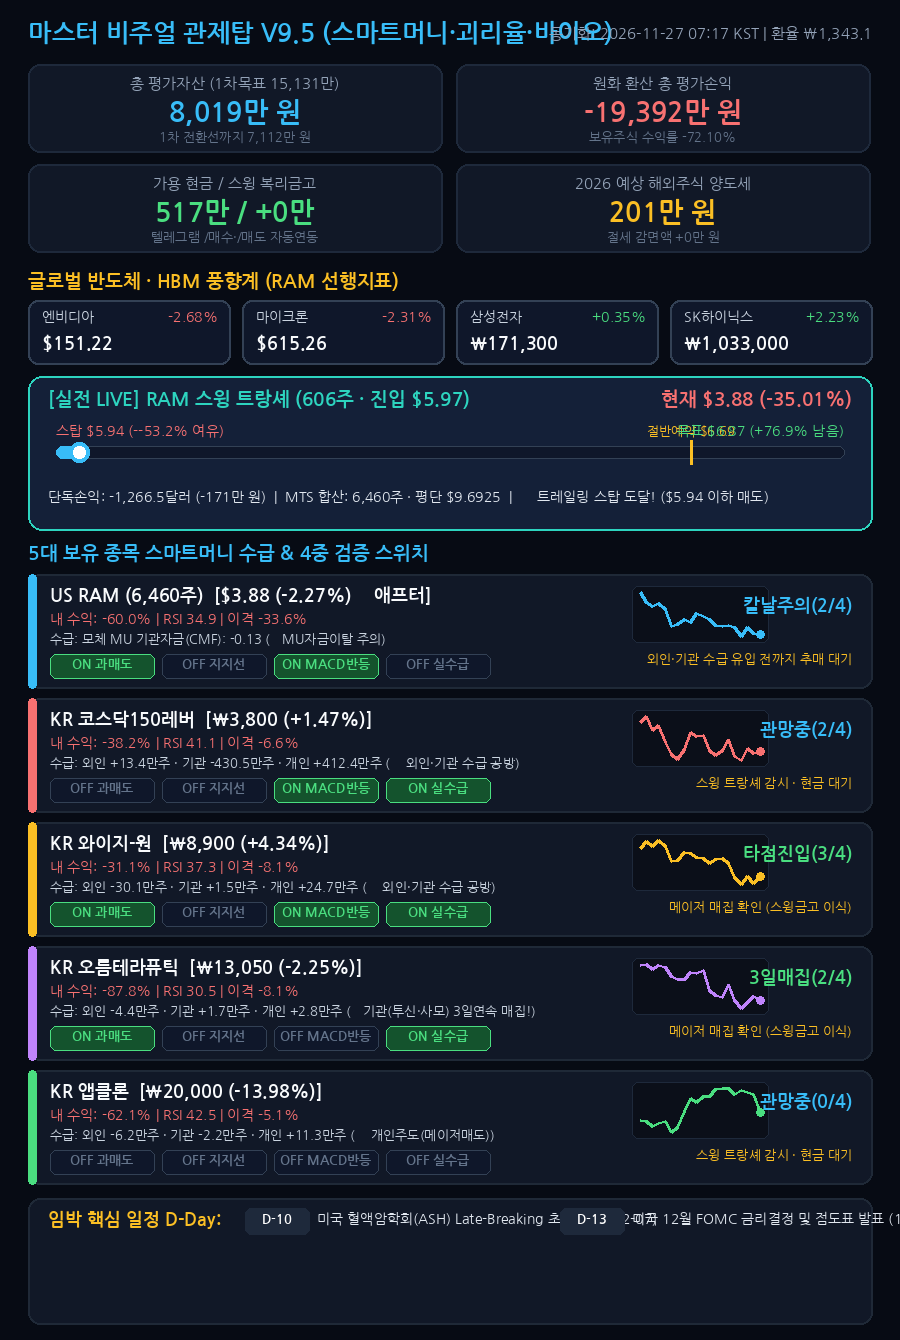 마스터 비주얼 관제탑 V9.5 (스마트머니·괴리율·바이오)
2026-11-27 07:17 KST | 환율 ₩1,343.1
총 평가자산 (1차목표 15,131만)
8,019만 원
1차 전환선까지 7,112만 원
원화 환산 총 평가손익
-19,392만 원
보유주식 수익률 -72.10%
가용 현금 / 스윙 복리금고
517만 / +0만
텔레그램 /매수·/매도 자동연동
2026 예상 해외주식 양도세
201만 원
절세 감면액 +0만 원
글로벌 반도체 · HBM 풍향계 (RAM 선행지표)
엔비디아 -2.68%
$151.22
마이크론 -2.31%
$615.26
삼성전자 +0.35%
₩171,300
SK하이닉스 +2.23%
₩1,033,000
[실전 LIVE] RAM 스윙 트랑셰 (606주 · 진입 $5.97) 현재 $3.88 (-35.01%)
스탑 $5.94 (--53.2% 여유) (+76.9% 남음)
단독손익: -1,266.5달러 (-171만 원) | MTS 합산: 6,460주 · 평단 $9.6925 | 트레일링 스탑 도달! ($5.94 이하 매도)
5대 보유 종목 스마트머니 수급 & 4중 검증 스위치
US RAM (6,460주) [$3.88 (-2.27%) 애프터] 칼날주의(2/4)
내 수익: -60.0% | RSI 34.9 | 이격 -33.6%
수급: 모체 MU 기관자금(CMF): -0.13 ( MU자금이탈 주의)
외인·기관 수급 유입 전까지 추매 대기
ON 과매도 OFF 지지선 ON MACD반등 OFF 실수급
KR 코스닥150레버 [₩3,800 (+1.47%)] 관망중(2/4)
내 수익: -38.2% | RSI 41.1 | 이격 -6.6%
수급: 외인 +13.4만주 · 기관 -430.5만주 · 개인 +412.4만주 ( 외인·기관 수급 공방)
스윙 트랑셰 감시 · 현금 대기
OFF 과매도 OFF 지지선 ON MACD반등 ON 실수급
KR 와이지-원 [₩8,900 (+4.34%)] 타점진입(3/4)
내 수익: -31.1% | RSI 37.3 | 이격 -8.1%
수급: 외인 -30.1만주 · 기관 +1.5만주 · 개인 +24.7만주 ( 외인·기관 수급 공방)
메이저 매집 확인 (스윙금고 이식)
ON 과매도 OFF 지지선 ON MACD반등 ON 실수급
KR 오름테라퓨틱 [₩13,050 (-2.25%)] 3일매집(2/4)
내 수익: -87.8% | RSI 30.5 | 이격 -8.1%
수급: 외인 -4.4만주 · 기관 +1.7만주 · 개인 +2.8만주 ( 기관(투신·사모) 3일연속 매집!)
메이저 매집 확인 (스윙금고 이식)
ON 과매도 OFF 지지선 OFF MACD반등 ON 실수급
KR 앱클론 [₩20,000 (-13.98%)] 관망중(0/4)
내 수익: -62.1% | RSI 42.5 | 이격 -5.1%
수급: 외인 -6.2만주 · 기관 -2.2만주 · 개인 +11.3만주 ( 개인주도(메이저매도))
스윙 트랑셰 감시 · 현금 대기
OFF 과매도 OFF 지지선 OFF MACD반등 OFF 실수급
임박 핵심 일정 D-Day: D-10 미국 혈액암학회(ASH) Late-Breaking D-13 12월 FOMC 금리결정 및 점도표 발표